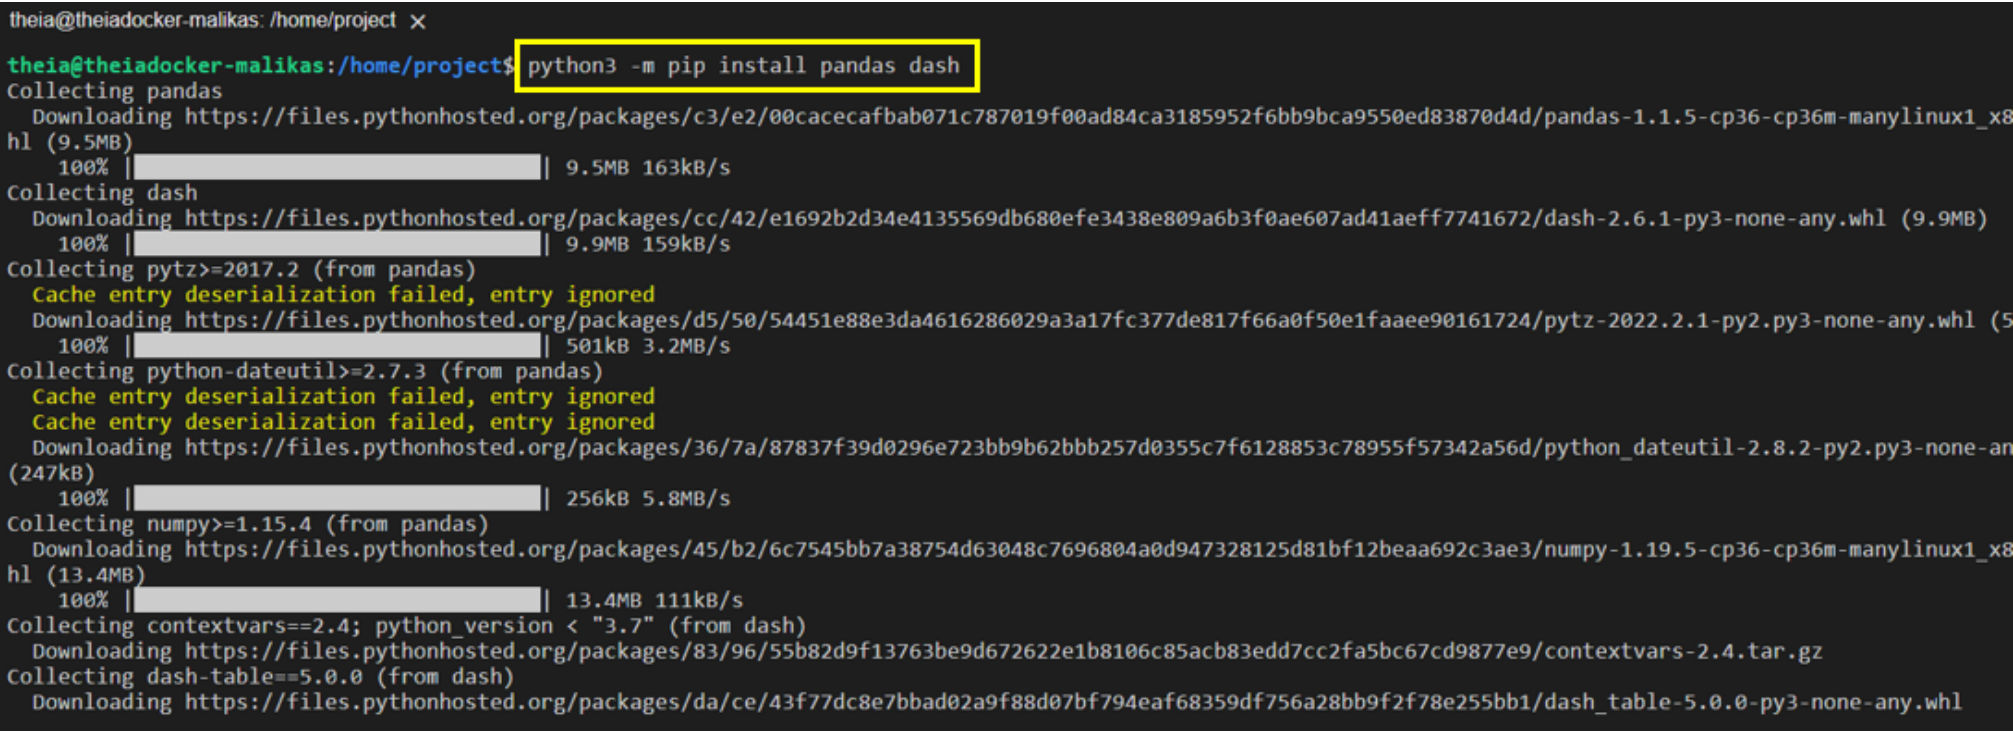 theia@theiadocker-malikas: /home/project ×
theia@theiadocker-malikas:/home/project$ python3 -m pip install pandas dash
Collecting pandas
  Downloading https://files.pythonhosted.org/packages/c3/e2/00cacecafbab071c787019f00ad84ca3185952f6bb9bca9550ed83870d4d/pandas-1.1.5-cp36-cp36m-manylinux1_x8
hl (9.5MB)
    100% || 9.5MB 163kB/s
Collecting dash
  Downloading https://files.pythonhosted.org/packages/cc/42/e1692b2d34e4135569db680efe3438e809a6b3f0ae607ad41aeff7741672/dash-2.6.1-py3-none-any.whl (9.9MB)
    100% || 9.9MB 159kB/s
Collecting pytz>=2017.2 (from pandas)
  Cache entry deserialization failed, entry ignored
  Downloading https://files.pythonhosted.org/packages/d5/50/54451e88e3da4616286029a3a17fc377de817f66a0f50e1faaee90161724/pytz-2022.2.1-py2.py3-none-any.whl (5
    100% || 501kB 3.2MB/s
Collecting python-dateutil>=2.7.3 (from pandas)
  Cache entry deserialization failed, entry ignored
  Cache entry deserialization failed, entry ignored
  Downloading https://files.pythonhosted.org/packages/36/7a/87837f39d0296e723bb9b62bbb257d0355c7f6128853c78955f57342a56d/python_dateutil-2.8.2-py2.py3-none-an
(247kB)
    100% || 256kB 5.8MB/s
Collecting numpy>=1.15.4 (from pandas)
  Downloading https://files.pythonhosted.org/packages/45/b2/6c7545bb7a38754d63048c7696804a0d947328125d81bf12beaa692c3ae3/numpy-1.19.5-cp36-cp36m-manylinux1_x8
hl (13.4MB)
    100% || 13.4MB 111kB/s
Collecting contextvars==2.4; python_version < "3.7" (from dash)
  Downloading https://files.pythonhosted.org/packages/83/96/55b82d9f13763be9d672622e1b8106c85acb83edd7cc2fa5bc67cd9877e9/contextvars-2.4.tar.gz
Collecting dash-table==5.0.0 (from dash)
  Downloading https://files.pythonhosted.org/packages/da/ce/43f77dc8e7bbad02a9f88d07bf794eaf68359df756a28bb9f2f78e255bb1/dash_table-5.0.0-py3-none-any.whl